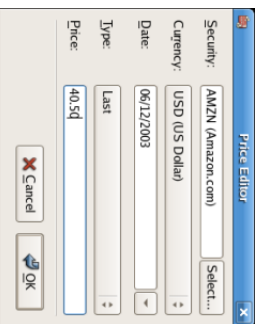 Price Editor
Security: AMZN (Amazon.com) Select...
Currency: USD (US Dollar)
Date: 06/12/2003
Type: Last
Price: 40.50
Cancel OK